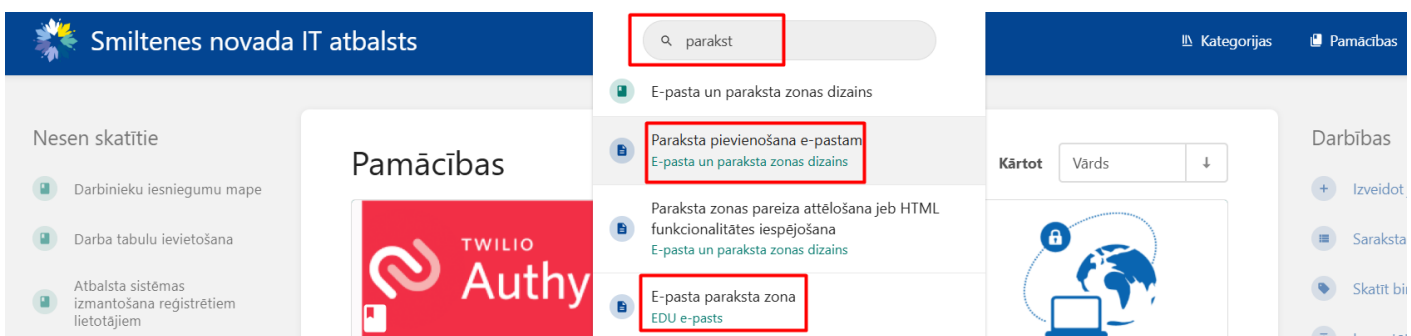 Smiltenes novada IT atbalsts
parakst
Kategorijas
Pamācības
E-pasta un paraksta zonas dizains
Paraksta pievienošana e-pastam
E-pasta un paraksta zonas dizains
Paraksta zonas pareiza attēlošana jeb HTML
funkcionalitātes iespējošana
E-pasta un paraksta zonas dizains
E-pasta paraksta zona
EDU e-pasts
Nesen skatītie
Darbinieku iesniegumu mape
Darba tabulu ievietošana
Atbalsta sistēmas
izmantošana reģistrētiem
lietotājiem
Pamācības
Kārtot
Vārds
TWILIO
Authy
Darbības
Izveidot
Saraksta
Skatīt